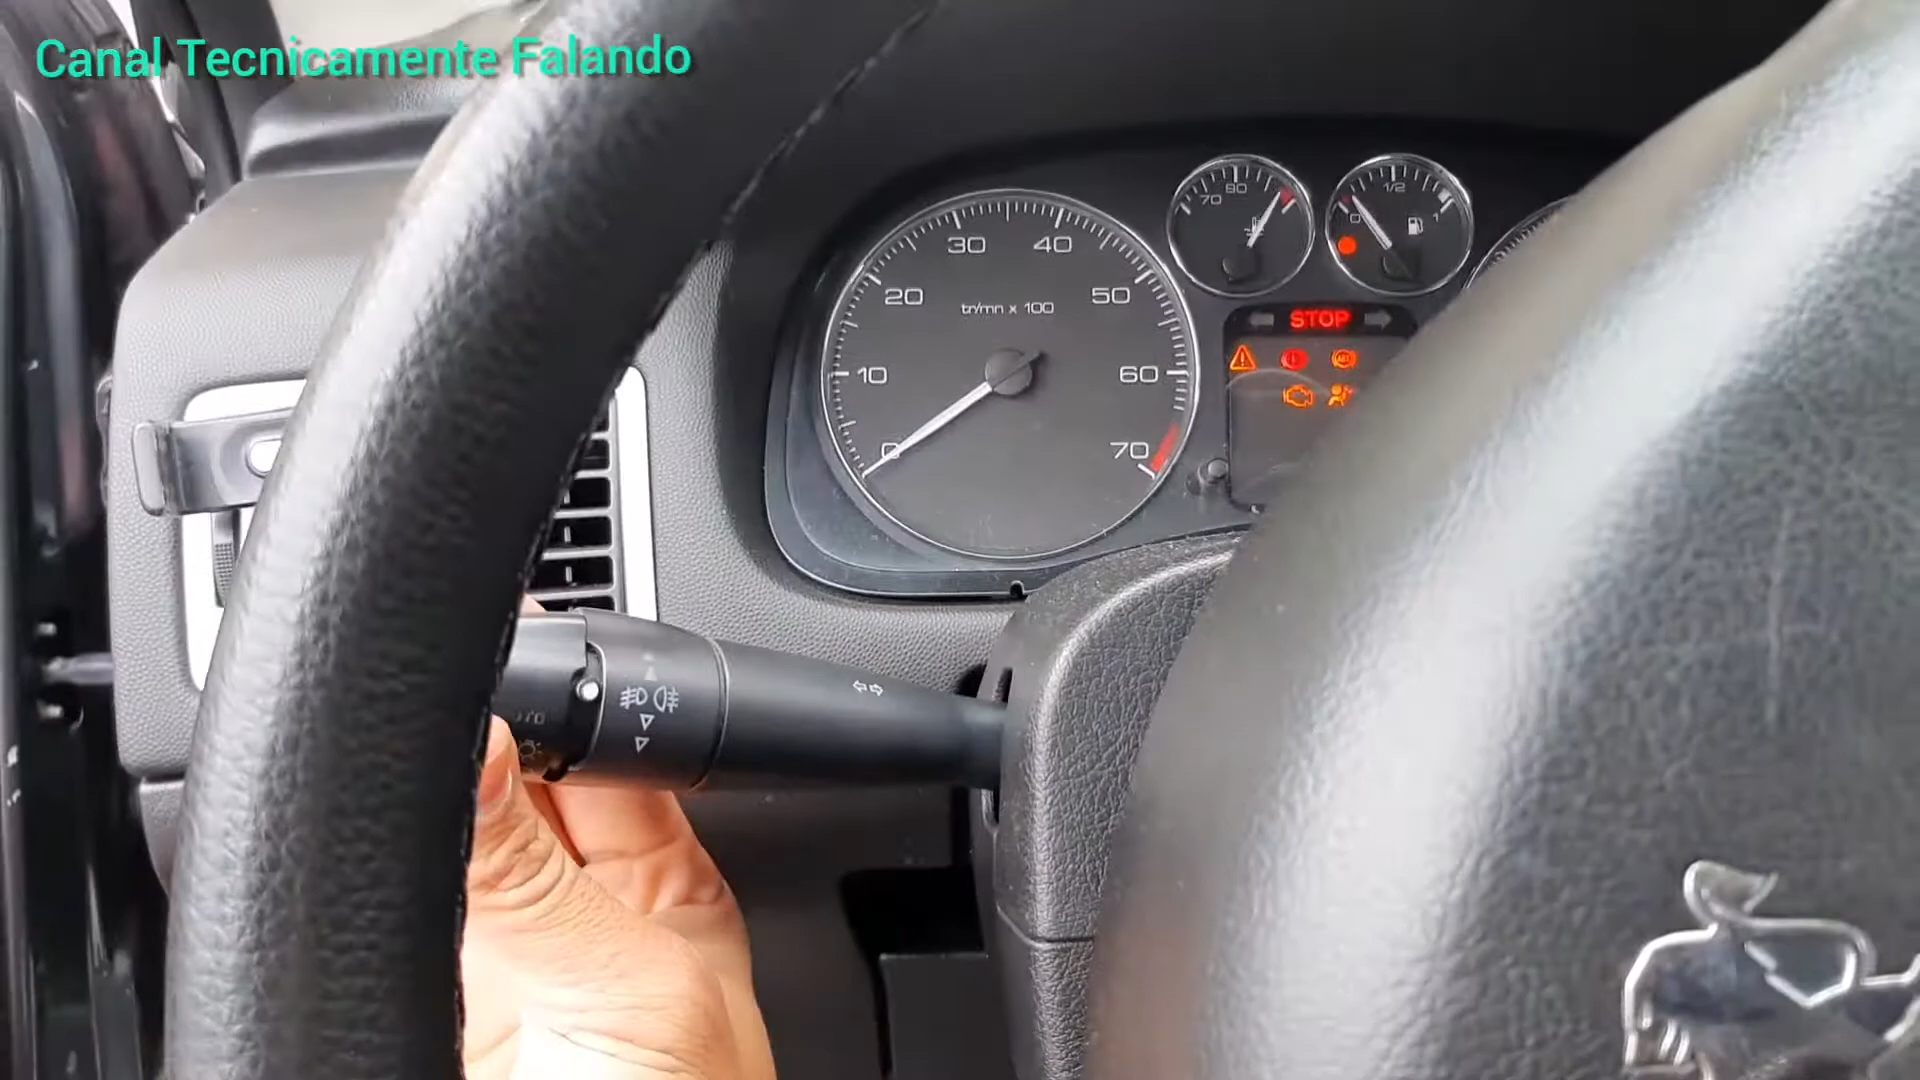 Canal Tecnicamente Falando
70 90
0 1/2 1
0 10 20 30 40 50 60 70
tr/mn x 100
STOP
ABS